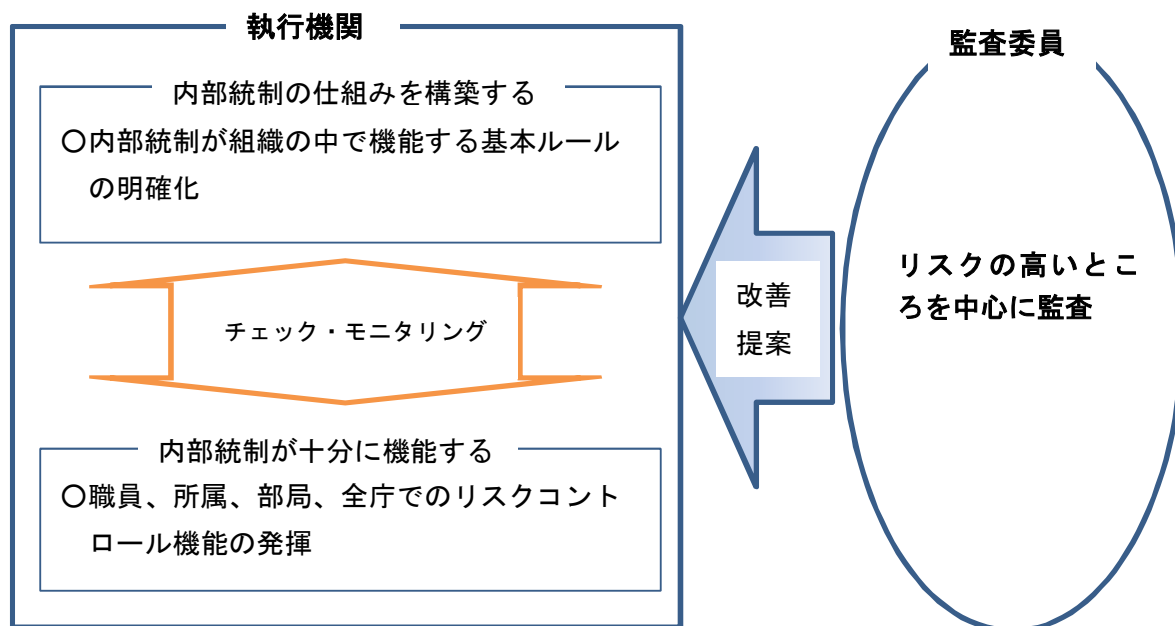 執行機関
内部統制の仕組みを構築する
〇内部統制が組織の中で機能する基本ルール
の明確化
チェック・モニタリング
内部統制が十分に機能する
〇職員、所属、部局、全庁でのリスクコント
ロール機能の発揮
改善
提案
監査委員
リスクの高いとこ
ろを中心に監査